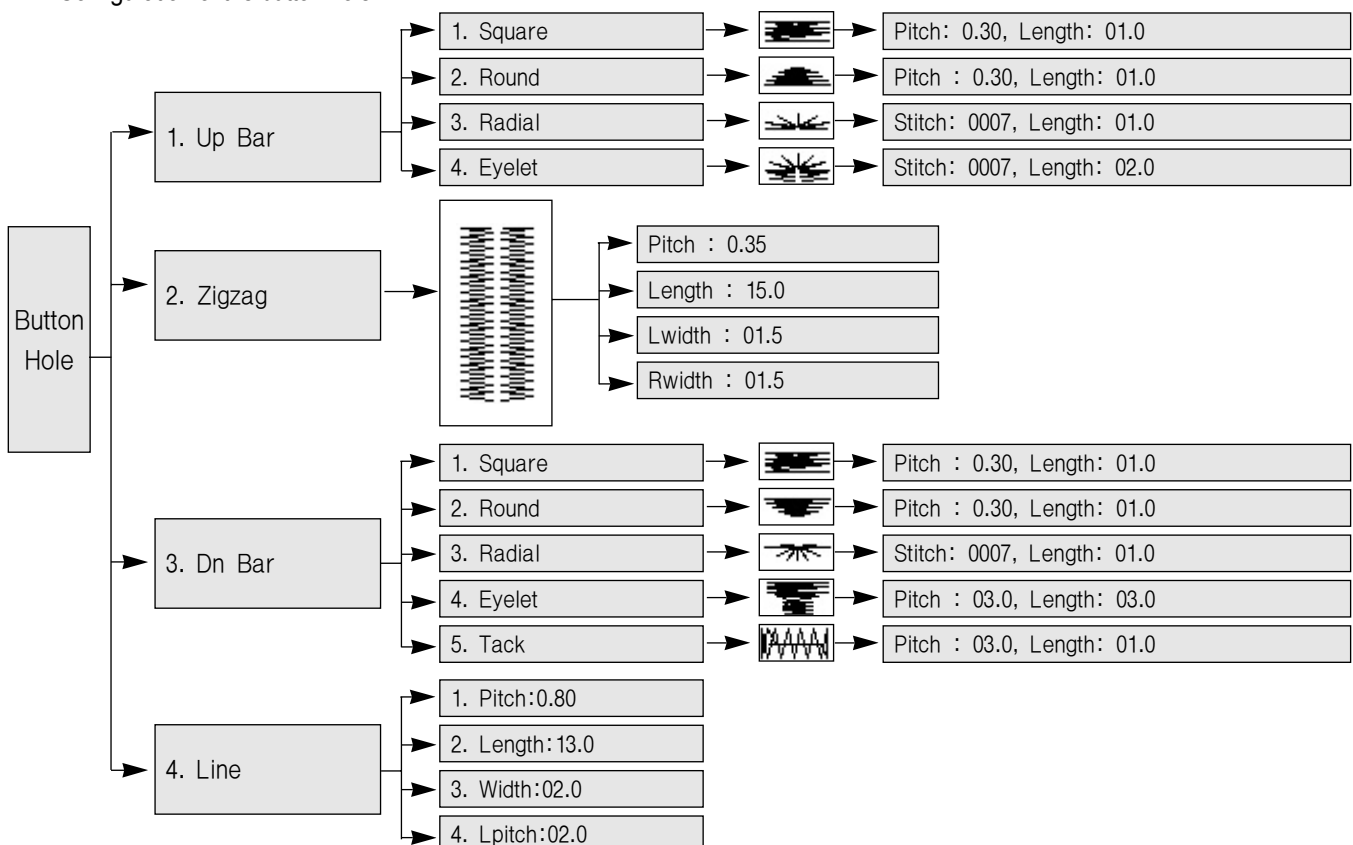 1. Square
Pitch: 0.30, Length: 01.0
2. Round
Pitch : 0.30, Length: 01.0
1. Up Bar
3. Radial
Stitch: 0007, Length: 01.0
4. Eyelet
Stitch: 0007, Length: 02.0
Button
Hole
2. Zigzag
Pitch : 0.35
Length : 15.0
Lwidth : 01.5
Rwidth : 01.5
3. Dn Bar
1. Square
Pitch : 0.30, Length: 01.0
2. Round
Pitch : 0.30, Length: 01.0
3. Radial
Stitch: 0007, Length: 01.0
4. Eyelet
Pitch : 03.0, Length: 03.0
5. Tack
Pitch : 03.0, Length: 01.0
4. Line
1. Pitch:0.80
2. Length:13.0
3. Width:02.0
4. Lpitch:02.0